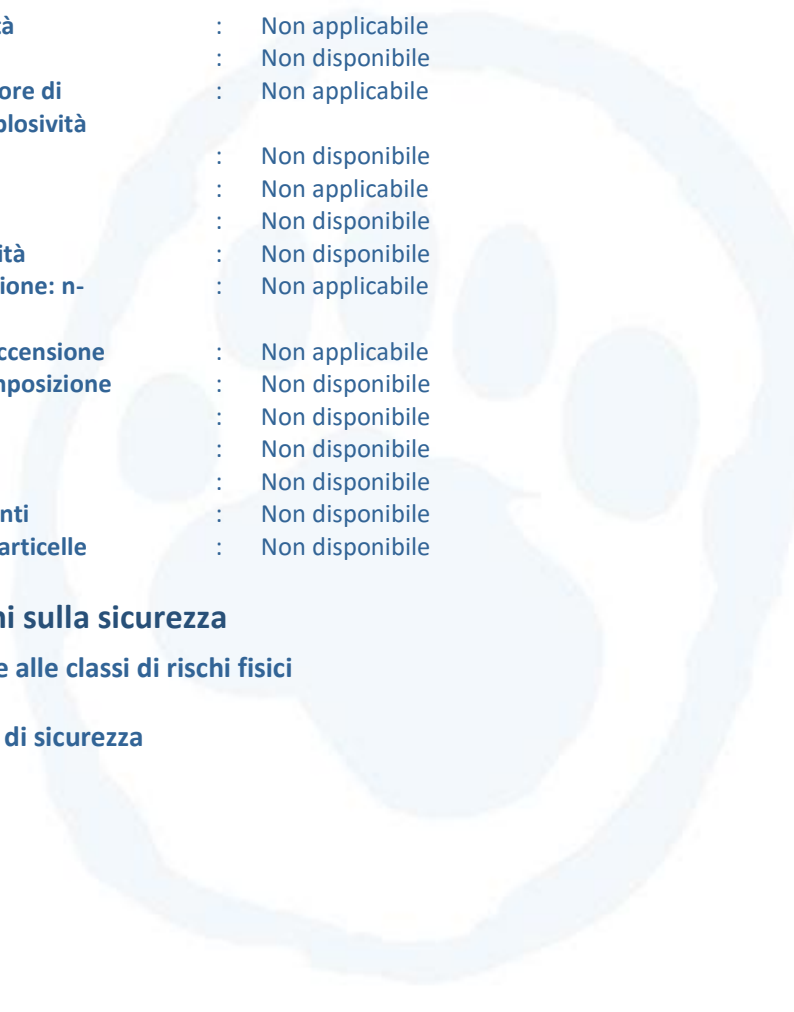 tà : Non applicabile
: Non disponibile
ore di : Non applicabile
plosività
: Non disponibile
: Non applicabile
: Non disponibile
ità : Non disponibile
ione: n- : Non applicabile
ccensione : Non applicabile
mposizione : Non disponibile
: Non disponibile
: Non disponibile
: Non disponibile
nti : Non disponibile
articelle : Non disponibile
ni sulla sicurezza
e alle classi di rischi fisici
di sicurezza